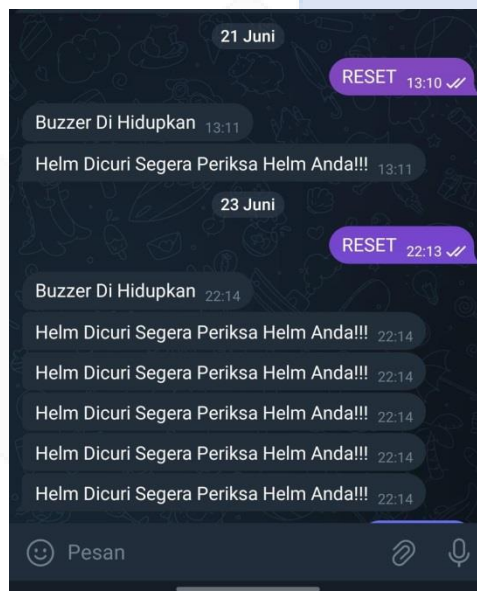 21 Juni
RESET 13:10
Buzzer Di Hidupkan 13:11
Helm Dicuri Segera Periksa Helm Anda!!! 13:11
23 Juni
RESET 22:13
Buzzer Di Hidupkan 22:14
Helm Dicuri Segera Periksa Helm Anda!!! 22:14
Helm Dicuri Segera Periksa Helm Anda!!! 22:14
Helm Dicuri Segera Periksa Helm Anda!!! 22:14
Helm Dicuri Segera Periksa Helm Anda!!! 22:14
Helm Dicuri Segera Periksa Helm Anda!!! 22:14
Pesan